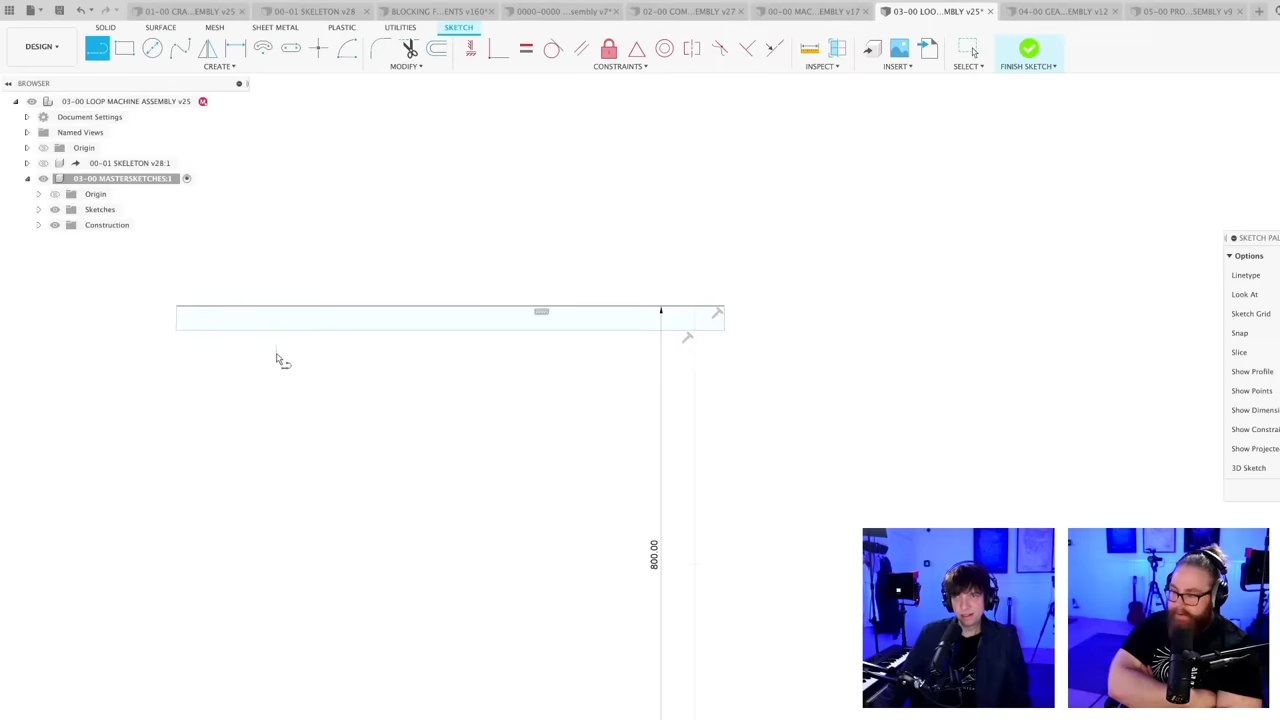 01-00 CRA...EMBLY v25
00-01 SKELETON v28
BLOCKING F...ENTS v160*
0000-0000 ...sembly v7*
02-00 COM...EMBLY v27
00-00 MAC...EMBLY v17
03-00 LOO...MBLY v25*
04-00 GEA...EMBLY v12
05-00 PRO...SEMBLY v9
SOLID
SURFACE
MESH
SHEET METAL
PLASTIC
UTILITIES
SKETCH
DESIGN
CREATE
MODIFY
CONSTRAINTS
INSPECT
INSERT
SELECT
FINISH SKETCH
BROWSER
03-00 LOOP MACHINE ASSEMBLY v25
M
Document Settings
Named Views
Origin
00-01 SKELETON v28:1
03-00 MASTERSKETCHES:1
Origin
Sketches
Construction
800.00
SKETCH PAL
Options
Linetype
Look At
Sketch Grid
Snap
Slice
Show Profile
Show Points
Show Dimensi
Show Constrai
Show Projecte
3D Sketch